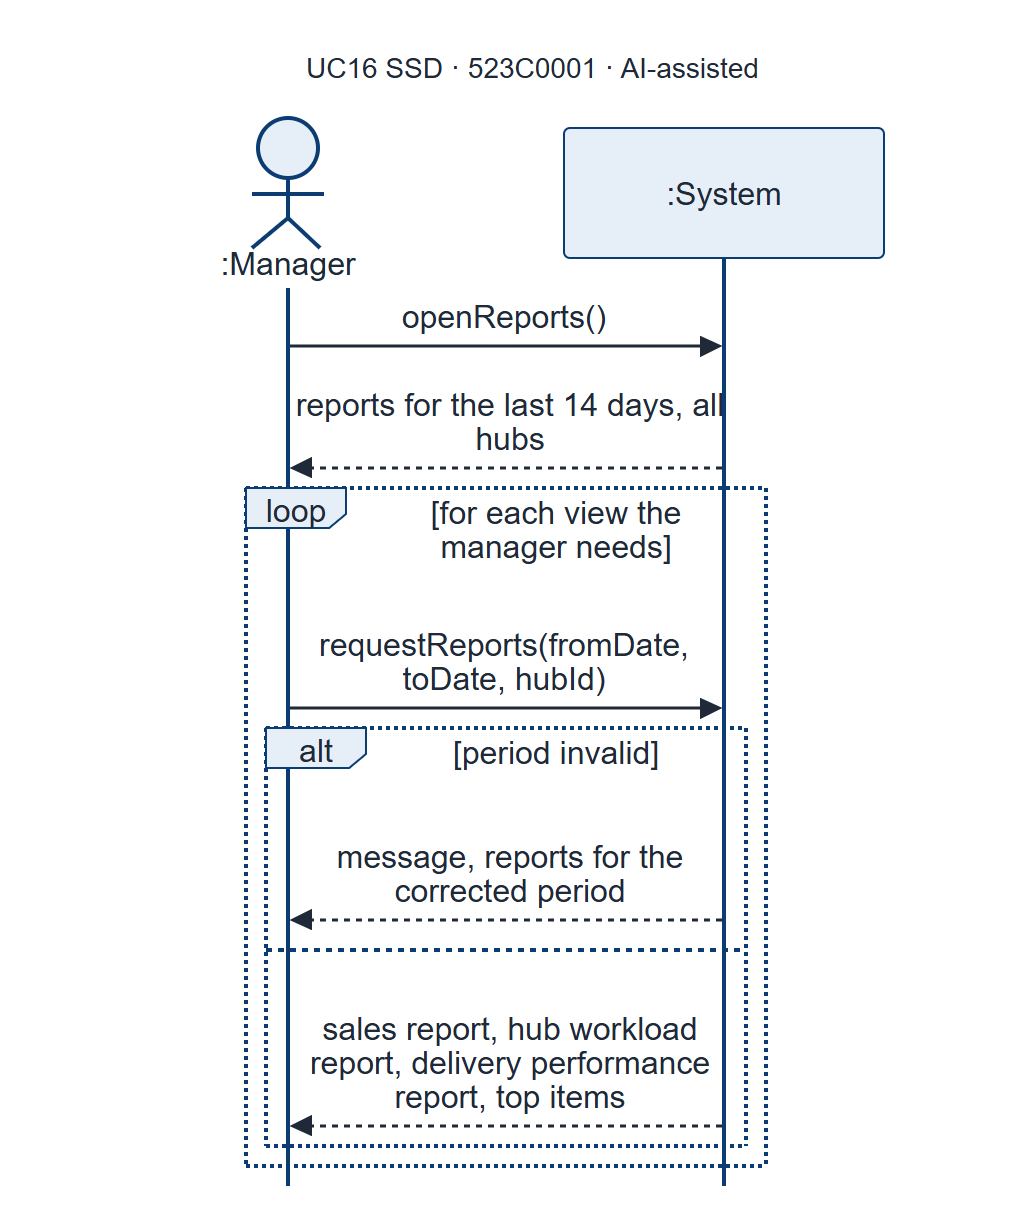 UC16 SSD · 523C0001 · AI-assisted
:System
:Manager
openReports()
reports for the last 14 days, all
hubs
loop
[for each view the
manager needs]
requestReports(fromDate,
toDate, hubId)
alt
[period invalid]
message, reports for the
corrected period
sales report, hub workload
report, delivery performance
report, top items